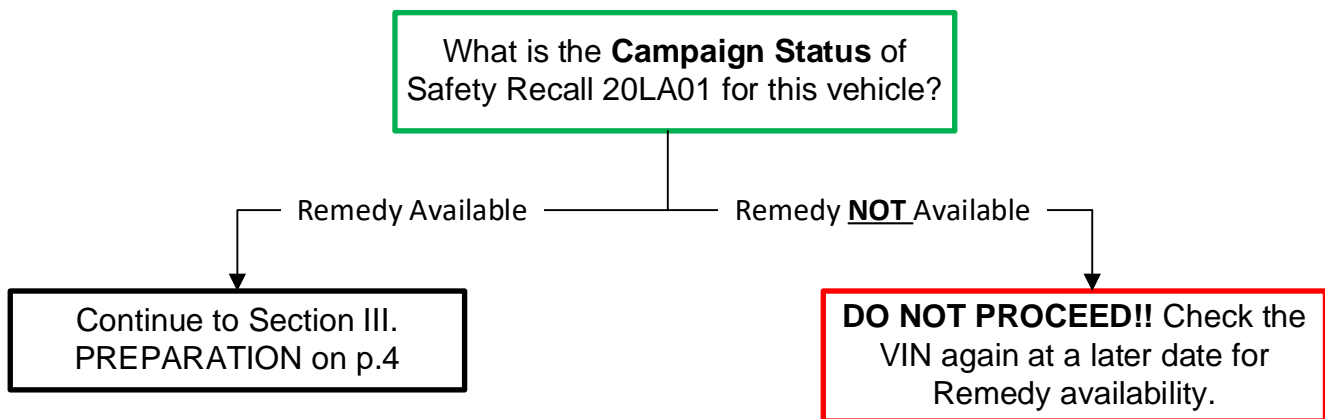 What is the Campaign Status of
Safety Recall 20LA01 for this vehicle?
Remedy Available
Remedy NOT Available
Continue to Section III.
PREPARATION on p.4
DO NOT PROCEED!! Check the
VIN again at a later date for
Remedy availability.